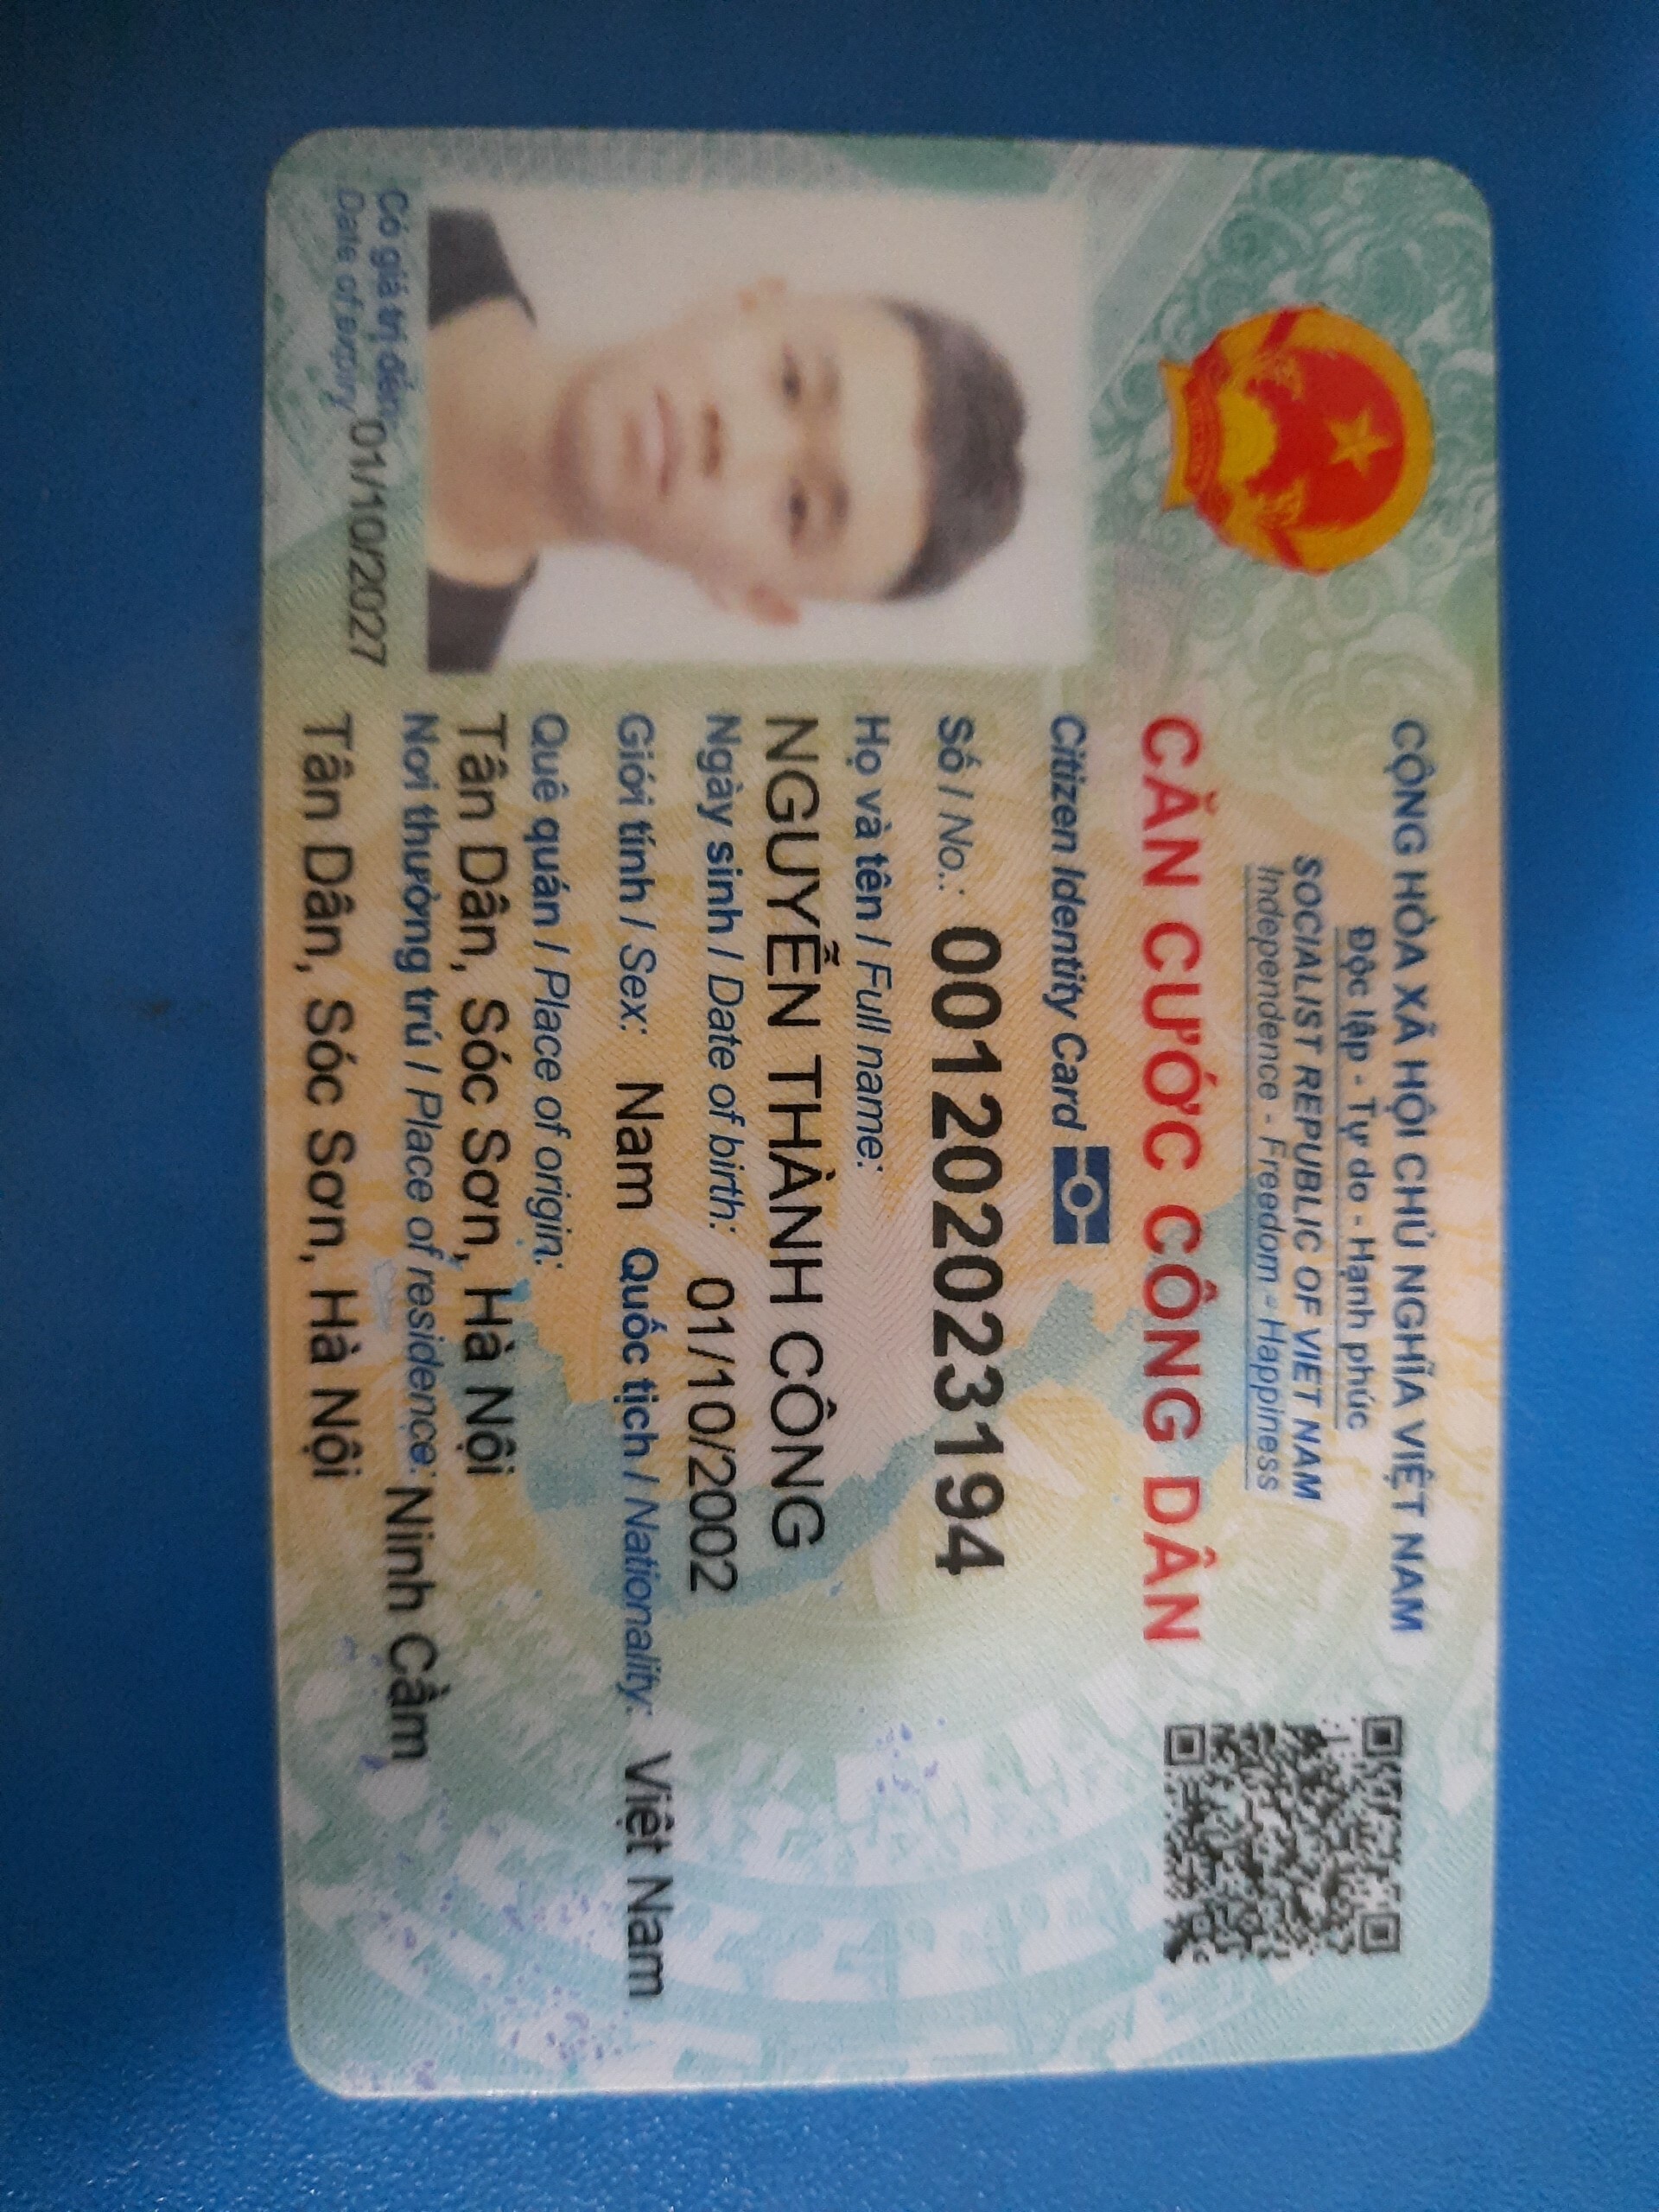 CỘNG HÒA XÃ HỘI CHỦ NGHĨA VIỆT NAM
Độc lập - Tự do - Hạnh phúc
SOCIALIST REPUBLIC OF VIET NAM
Independence - Freedom - Happiness
CĂN CƯỚC CÔNG DÂN
Citizen Identity Card
Số / No.: 001202023194
Họ và tên / Full name:
NGUYỄN THÀNH CÔNG
Ngày sinh / Date of birth: 01/10/2002
Giới tính / Sex: Nam Quốc tịch / Nationality: Việt Nam
Quê quán / Place of origin:
Tân Dân, Sóc Sơn, Hà Nội
Nơi thường trú / Place of residence: Ninh Cầm
Tân Dân, Sóc Sơn, Hà Nội
Có giá trị đến:
Date of expiry 01/10/2027